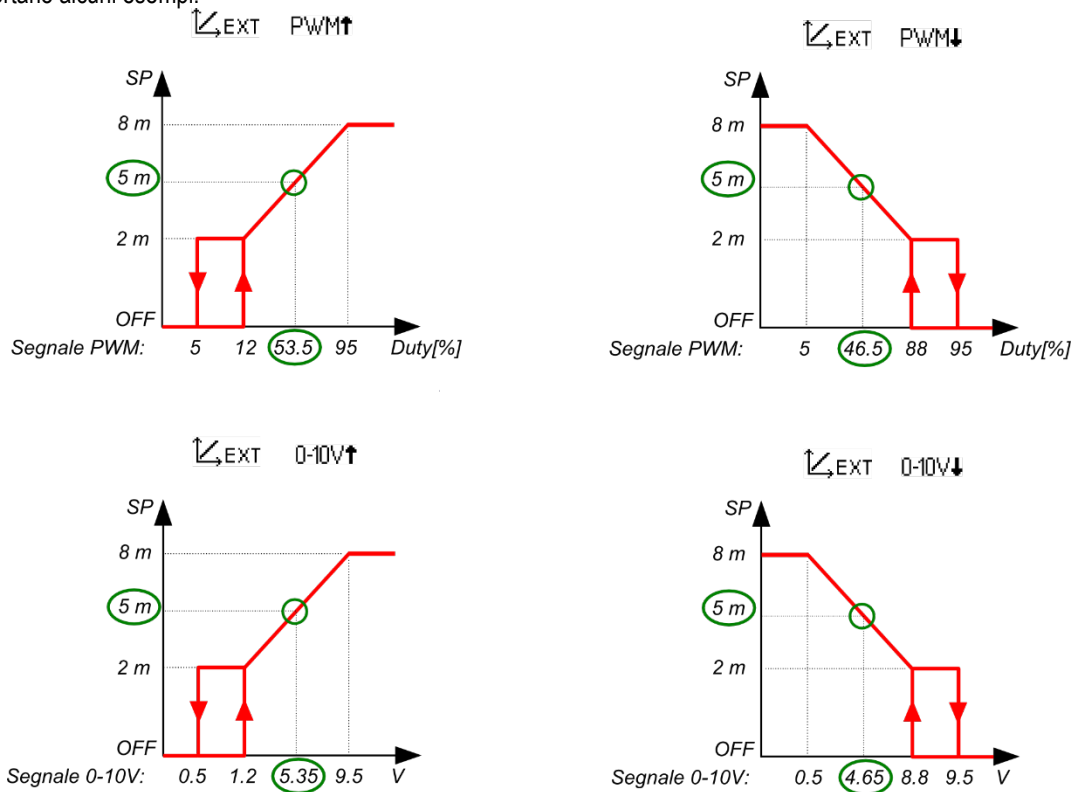 EXT PWM↑
SP
8 m
5 m
2 m
OFF
Segnale PWM: 5 12 53.5 95 Duty[%]
EXT PWM↓
SP
8 m
5 m
2 m
OFF
Segnale PWM: 5 46.5 88 95 Duty[%]
EXT 0-10V↑
SP
8 m
5 m
2 m
OFF
Segnale 0-10V: 0.5 1.2 5.35 9.5 V
EXT 0-10V↓
SP
8 m
5 m
2 m
OFF
Segnale 0-10V: 0.5 4.65 8.8 9.5 V